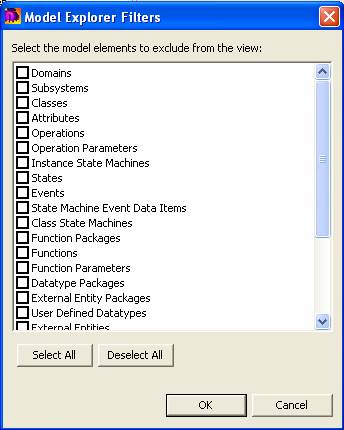 Model Explorer Filters
Select the model elements to exclude from the view:
Domains
Subsystems
Classes
Attributes
Operations
Operation Parameters
Instance State Machines
States
Events
State Machine Event Data Items
Class State Machines
Function Packages
Functions
Function Parameters
Datatype Packages
External Entity Packages
User Defined Datatypes
External Entities
Select All Deselect All
OK Cancel